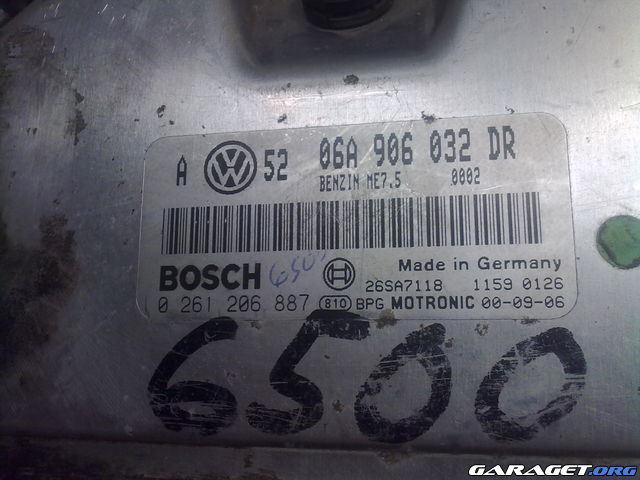 A VW 52 06A 906 032 DR
BENZIN ME7.5 0002
BOSCH 6500 Made in Germany
26SA7118 1159 0126
0 261 206 887 810 BPG MOTRONIC 00-09-06
6500
GARAGET.ORG